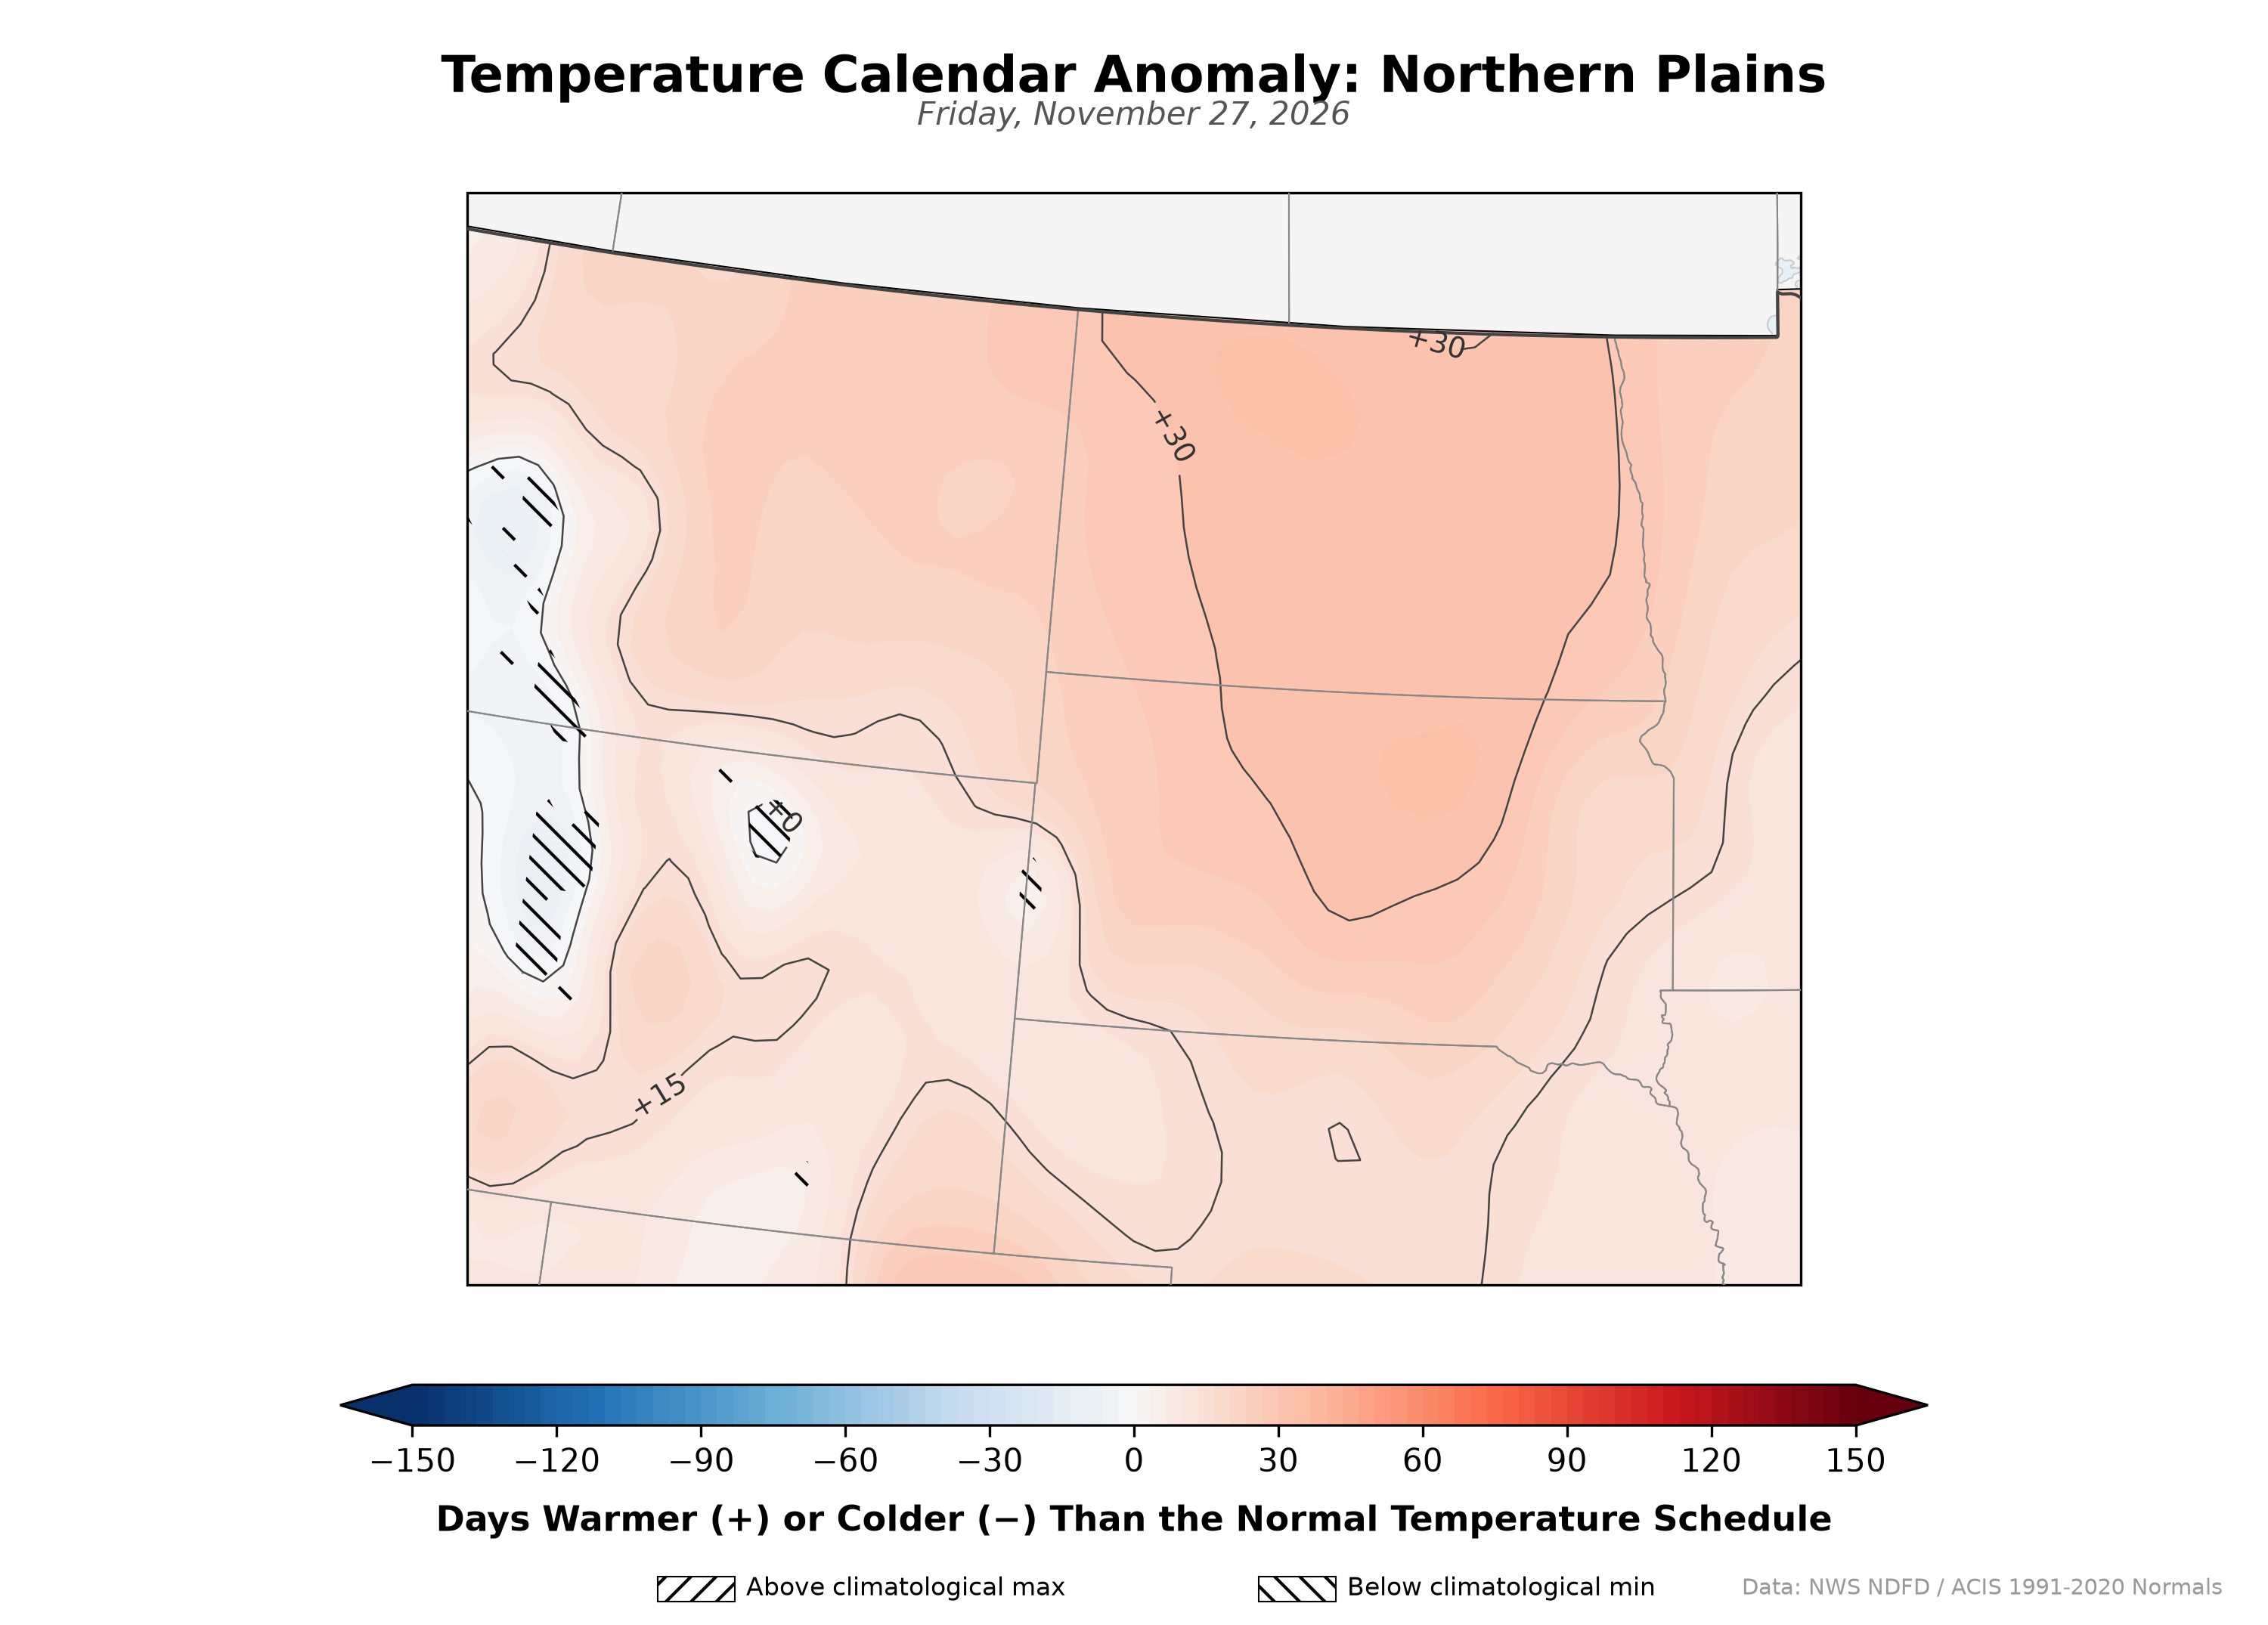 Temperature Calendar Anomaly: Northern Plains
Friday, November 27, 2026
+30
+30
+0
+15
−150 −120 −90 −60 −30 0 30 60 90 120 150
Days Warmer (+) or Colder (−) Than the Normal Temperature Schedule
Above climatological max Below climatological min Data: NWS NDFD / ACIS 1991-2020 Normals